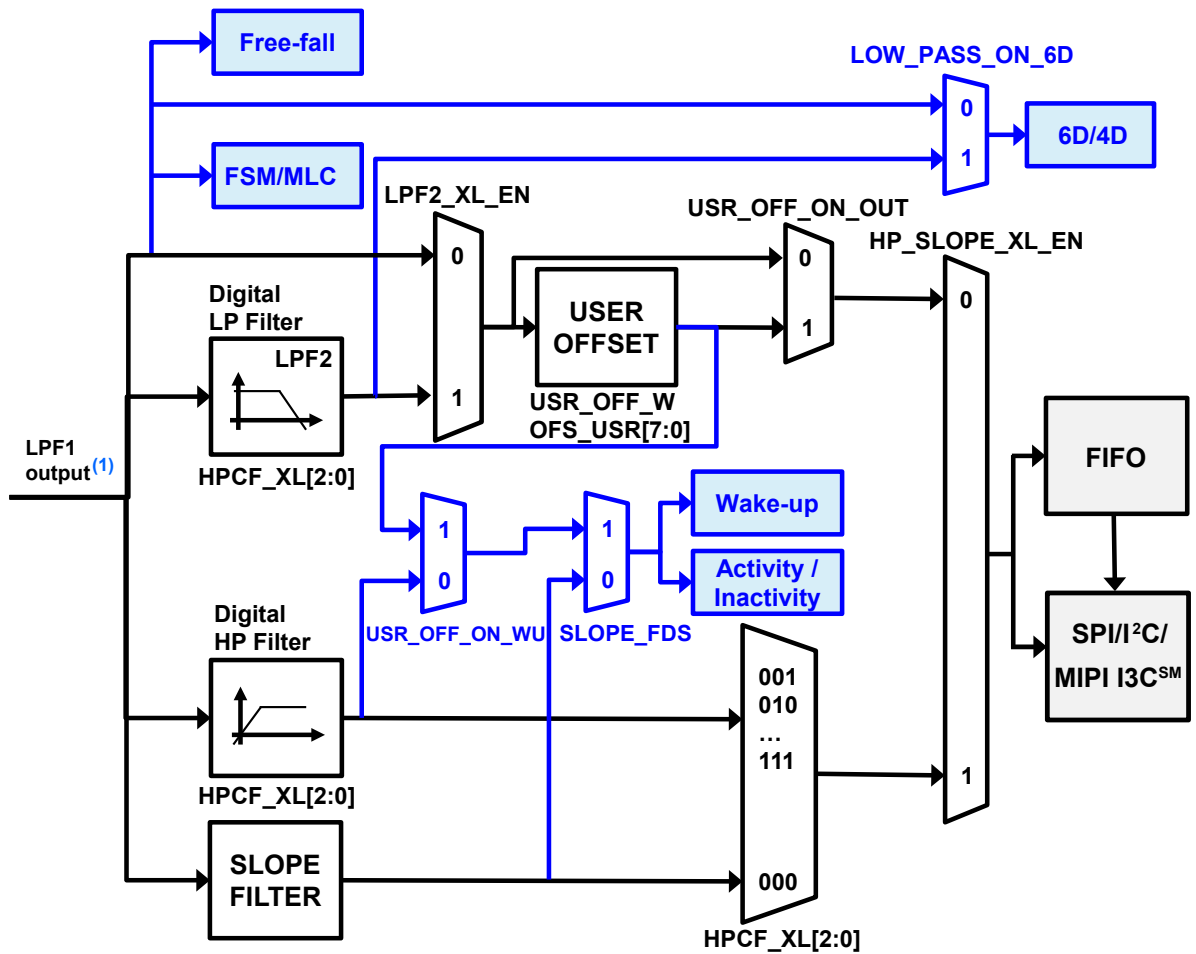 Free-fall
LOW_PASS_ON_6D
0
6D/4D
1
FSM/MLC
LPF2_XL_EN
USR_OFF_ON_OUT
HP_SLOPE_XL_EN
0
0
Digital
LP Filter
USER
OFFSET
0
1
LPF2
1
USR_OFF_W
OFS_USR[7:0]
LPF1
output(1)
HPCF_XL[2:0]
FIFO
1
0
1
0
Wake-up
Activity /
Inactivity
USR_OFF_ON_WU
SLOPE_FDS
Digital
HP Filter
SPI/I²C/
MIPI I3CSM
001
010
...
111
1
HPCF_XL[2:0]
SLOPE
FILTER
000
HPCF_XL[2:0]